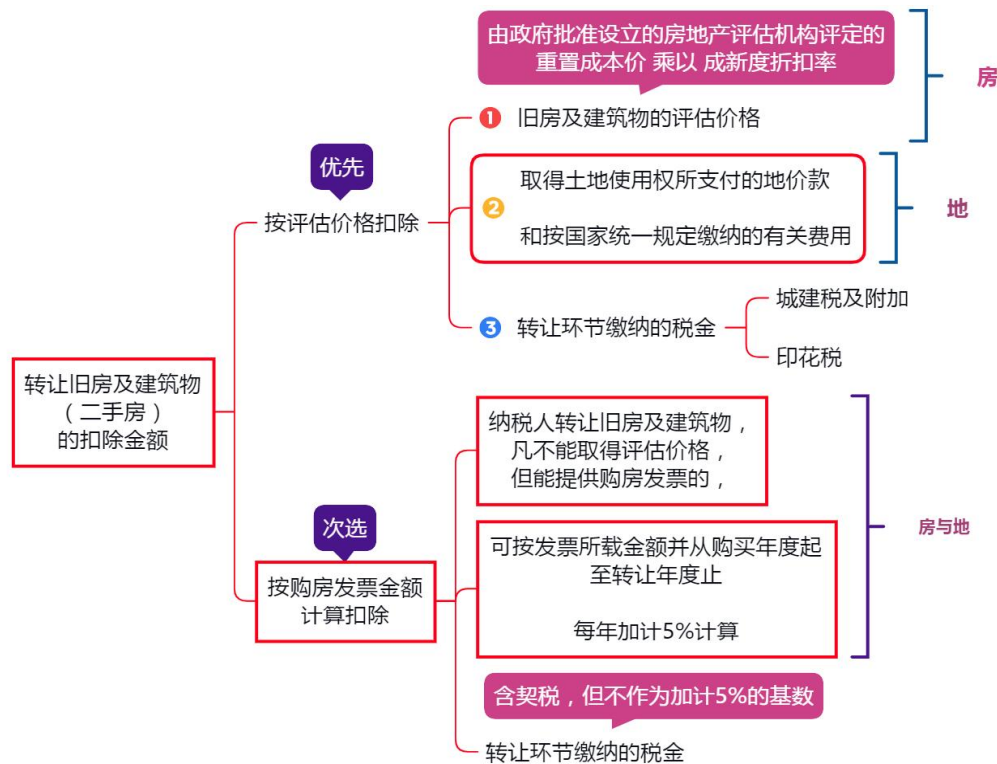 由政府批准设立的房地产评估机构评定的
重置成本价 乘以 成新度折扣率
房
1 旧房及建筑物的评估价格
优先
按评估价格扣除
2
取得土地使用权所支付的地价款
和按国家统一规定缴纳的有关费用
地
3 转让环节缴纳的税金
城建税及附加
印花税
转让旧房及建筑物
（二手房）
的扣除金额
纳税人转让旧房及建筑物，
凡不能取得评估价格，
但能提供购房发票的，
房与地
次选
按购房发票金额
计算扣除
可按发票所载金额并从购买年度起
至转让年度止
每年加计5%计算
含契税，但不作为加计5%的基数
转让环节缴纳的税金